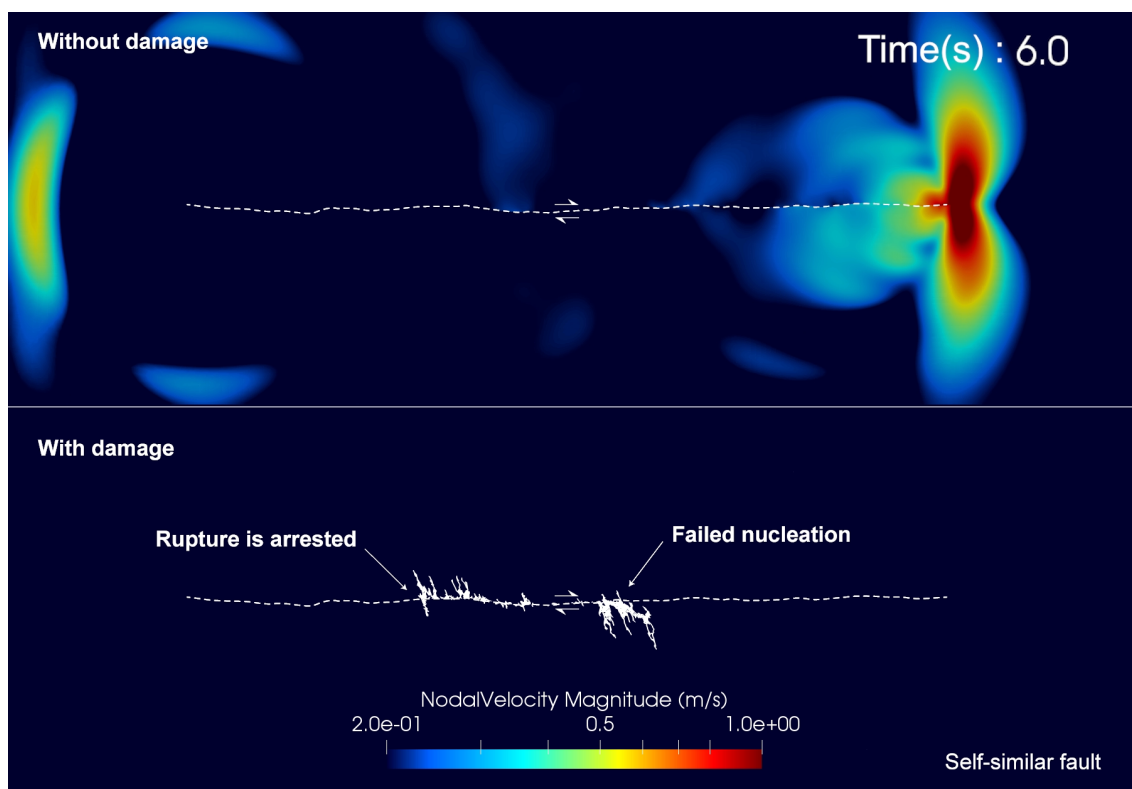 Without damage
Time(s) : 6.0
With damage
Rupture is arrested
Failed nucleation
NodalVelocity Magnitude (m/s)
2.0e-01 0.5 1.0e+00
Self-similar fault